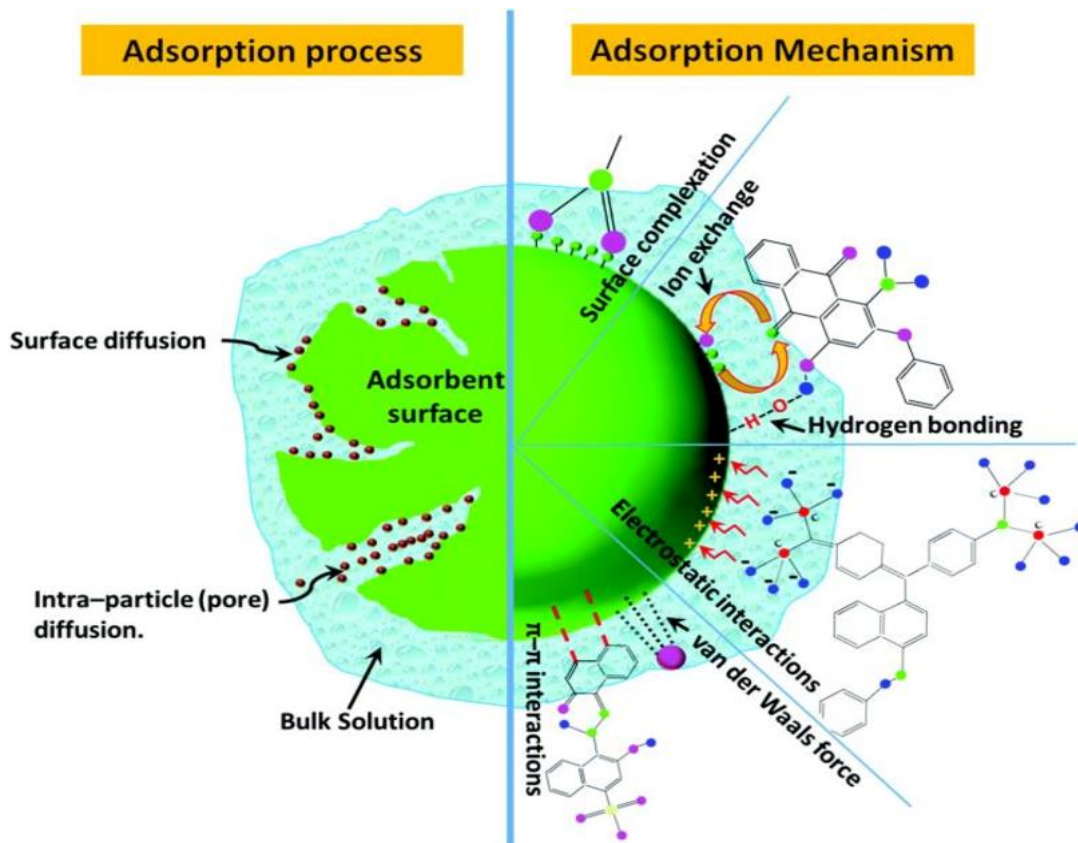 Adsorption process
Adsorption Mechanism
Surface complexation
Ion exchange
Surface diffusion
Adsorbent
surface
H
O
Hydrogen bonding
+
+
+
+
+
+
-
-
-
-
-
c
c
c
c
Electrostatic interactions
Intra–particle (pore)
diffusion.
van der Waals force
π–π interactions
Bulk Solution